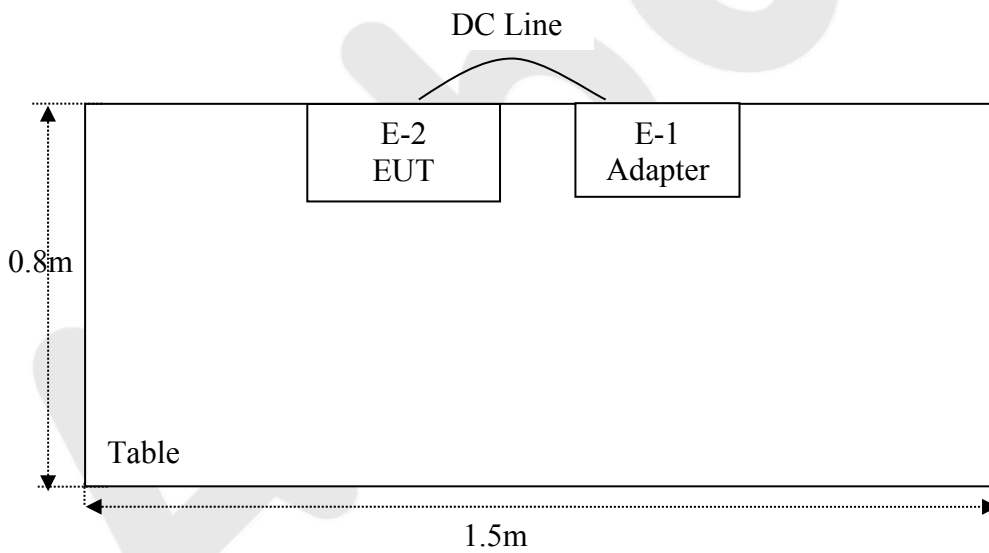 DC Line
E-2
EUT
E-1
Adapter
0.8m
Table
1.5m